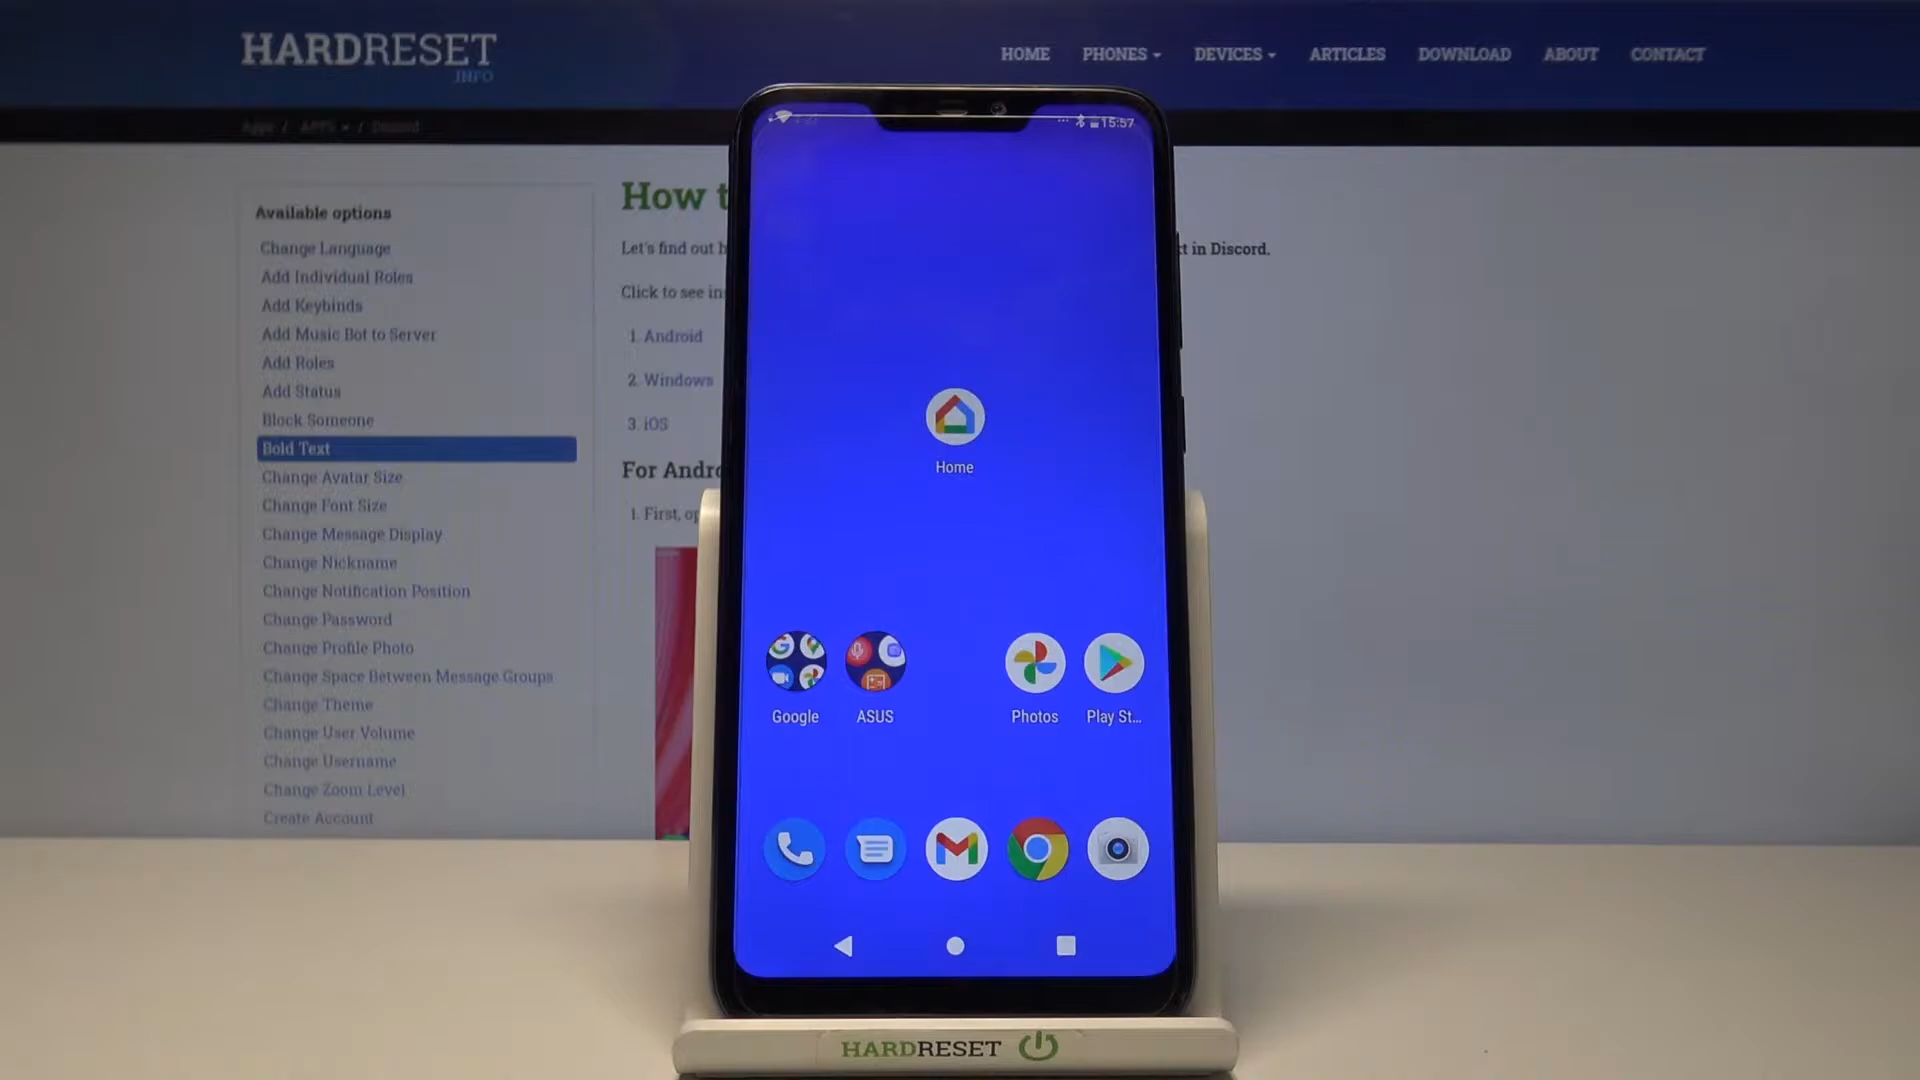 HARDRESET
.INFO
HOME PHONES DEVICES ARTICLES DOWNLOAD ABOUT CONTACT
Apps / APPS / Discord
15:57
Available options
Change Language
Add Individual Roles
Add Keybinds
Add Music Bot to Server
Add Roles
Add Status
Block Someone
Bold Text
Change Avatar Size
Change Font Size
Change Message Display
Change Nickname
Change Notification Position
Change Password
Change Profile Photo
Change Space Between Message Groups
Change Theme
Change User Volume
Change Username
Change Zoom Level
Create Account
How t
Let's find out h
t in Discord.
Click to see in
1. Android
2. Windows
3. iOS
For Andro
1. First, op
Home
Google ASUS Photos Play St...
HARDRESET